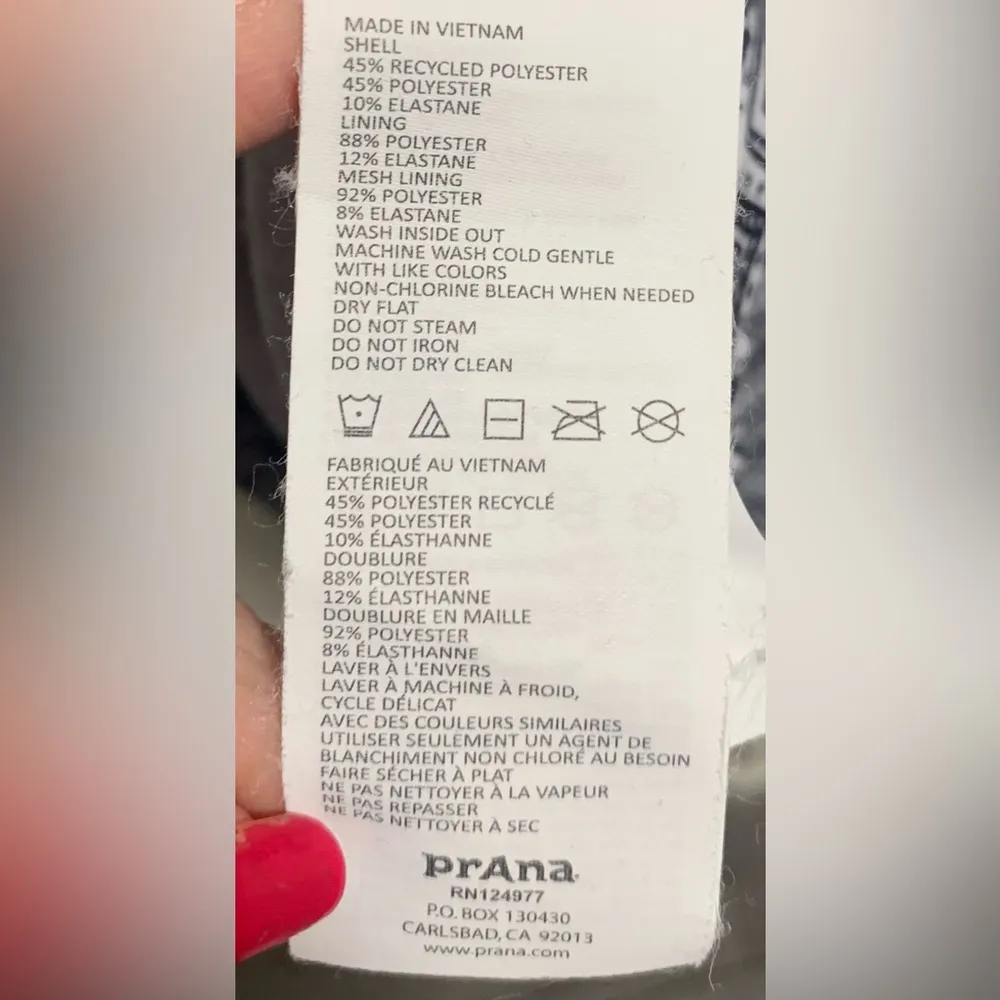 MADE IN VIETNAM
SHELL
45% RECYCLED POLYESTER
45% POLYESTER
10% ELASTANE
LINING
88% POLYESTER
12% ELASTANE
MESH LINING
92% POLYESTER
8% ELASTANE
WASH INSIDE OUT
MACHINE WASH COLD GENTLE
WITH LIKE COLORS
NON-CHLORINE BLEACH WHEN NEEDED
DRY FLAT
DO NOT STEAM
DO NOT IRON
DO NOT DRY CLEAN
FABRIQUÉ AU VIETNAM
EXTÉRIEUR
45% POLYESTER RECYCLÉ
45% POLYESTER
10% ÉLASTHANNE
DOUBLURE
88% POLYESTER
12% ÉLASTHANNE
DOUBLURE EN MAILLE
92% POLYESTER
8% ÉLASTHANNE
LAVER À L'ENVERS
LAVER À MACHINE À FROID,
CYCLE DÉLICAT
AVEC DES COULEURS SIMILAIRES
UTILISER SEULEMENT UN AGENT DE
BLANCHIMENT NON CHLORÉ AU BESOIN
FAIRE SÉCHER À PLAT
NE PAS NETTOYER À LA VAPEUR
NE PAS REPASSER
NE PAS NETTOYER À SEC
prAna
RN124977
P.O. BOX 130430
CARLSBAD, CA 92013
www.prana.com